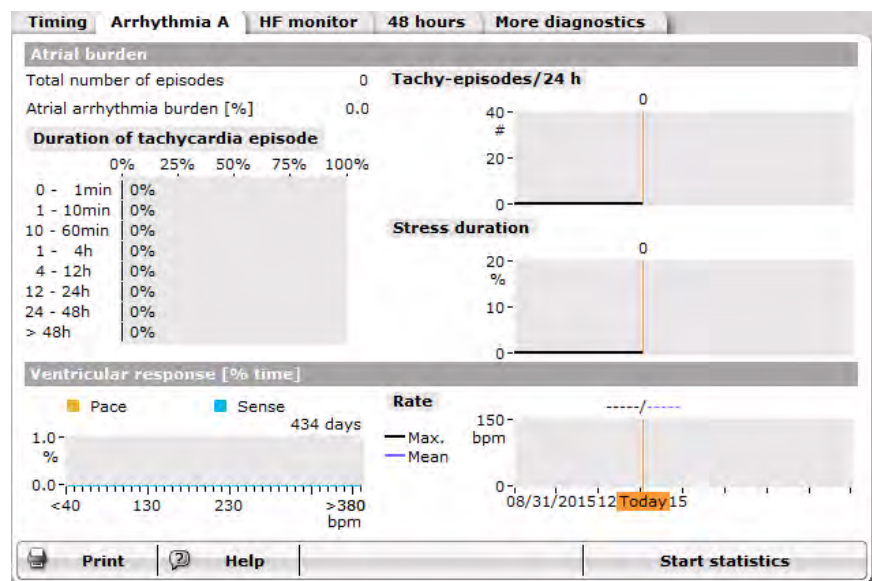 Timing Arrhythmia A HF monitor 48 hours More diagnostics
Atrial burden
Total number of episodes 0
Atrial arrhythmia burden [%] 0.0
Duration of tachycardia episode
0% 25% 50% 75% 100%
0 - 1min 0%
1 - 10min 0%
10 - 60min 0%
1 - 4h 0%
4 - 12h 0%
12 - 24h 0%
24 - 48h 0%
> 48h 0%
Tachy-episodes/24 h
0
40
#
20
0
Stress duration
0
20
%
10
0
Ventricular response [% time]
Pace Sense
434 days
1.0
%
0.0
<40 130 230 >380
bpm
Rate
-----/-----
Max.
Mean
150
bpm
0
08/31/2015 12 Today 15
Print Help Start statistics